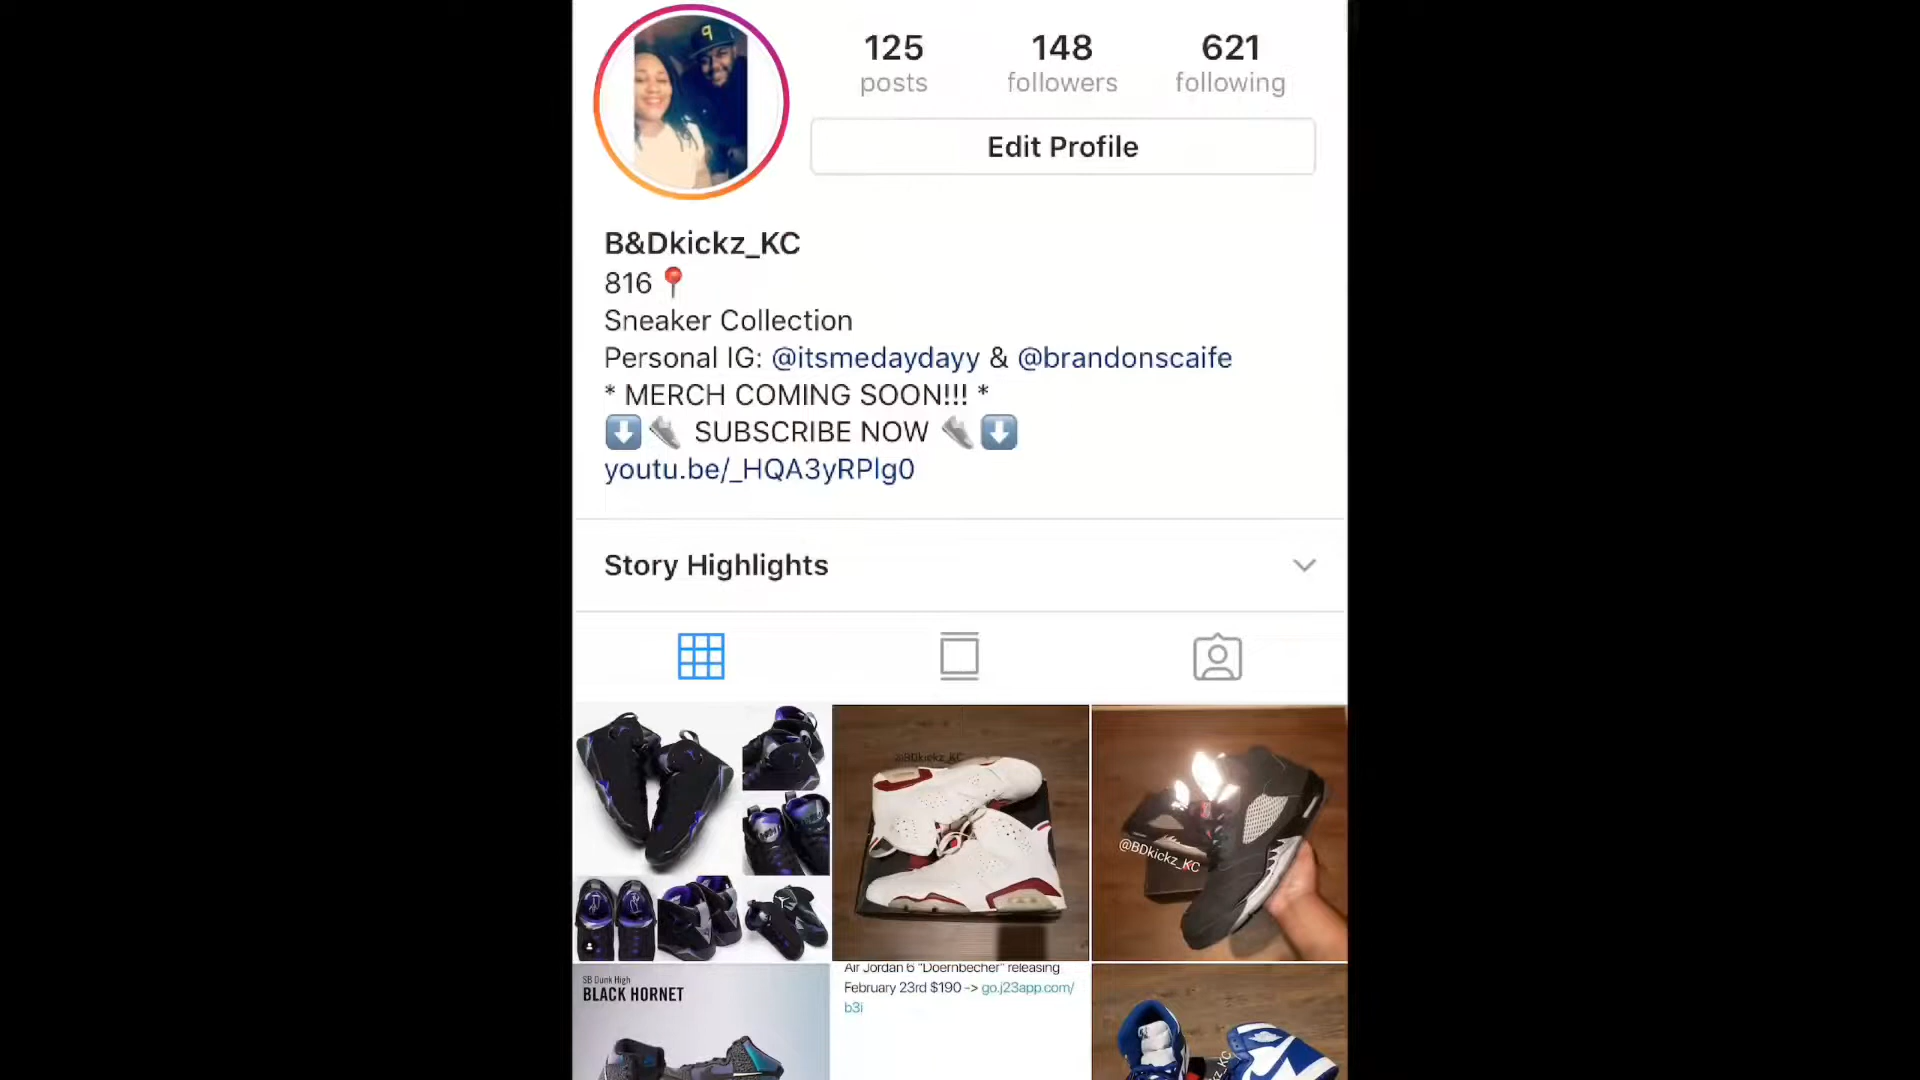 125
posts
148
followers
621
following
Edit Profile
B&Dkickz_KC
816
Sneaker Collection
Personal IG: @itsmedaydayy & @brandonscaife
* MERCH COMING SOON!!! *
SUBSCRIBE NOW
youtu.be/_HQA3yRPlg0
Story Highlights
@BDkickz_KC
@BDkickz_KC
SB Dunk High
BLACK HORNET
Air Jordan 6 "Doernbecher" releasing
February 23rd $190 -> go.j23app.com/
b3i